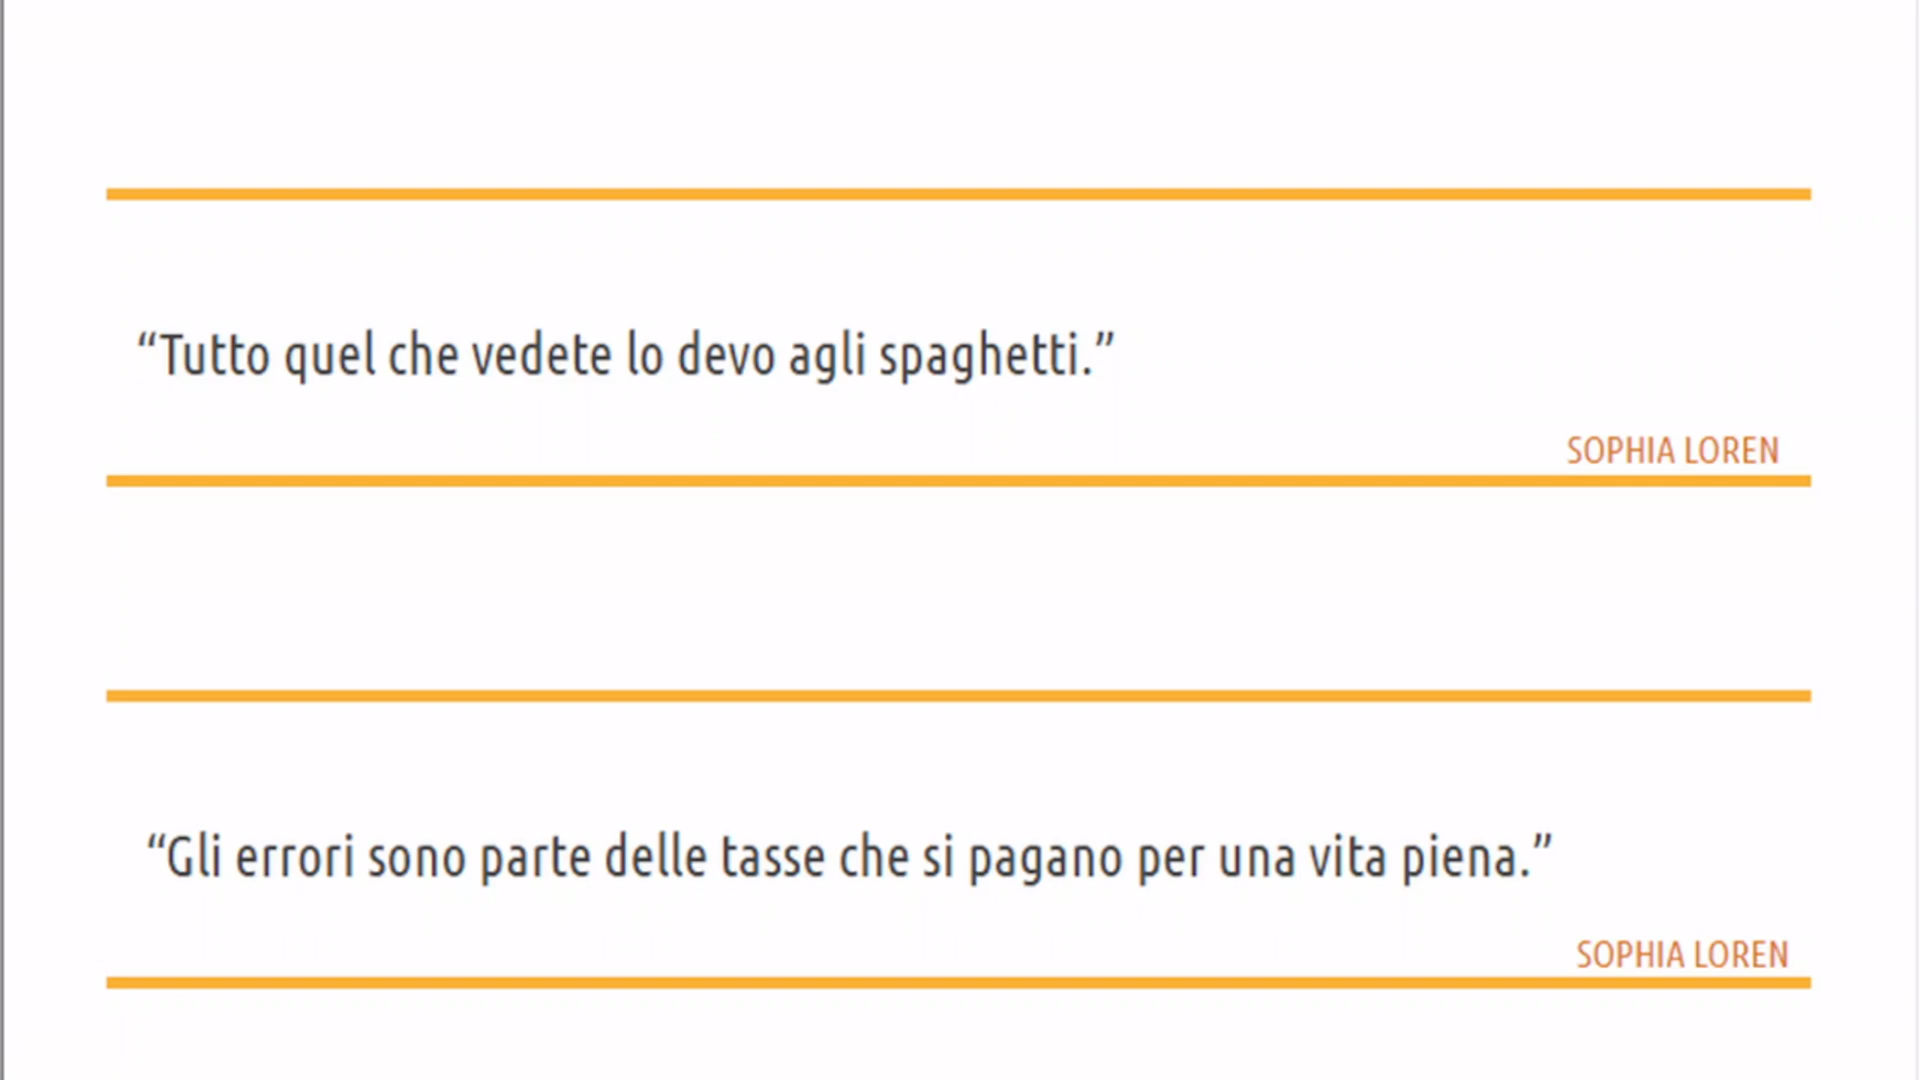 “Tutto quel che vedete lo devo agli spaghetti.”
SOPHIA LOREN
“Gli errori sono parte delle tasse che si pagano per una vita piena.”
SOPHIA LOREN